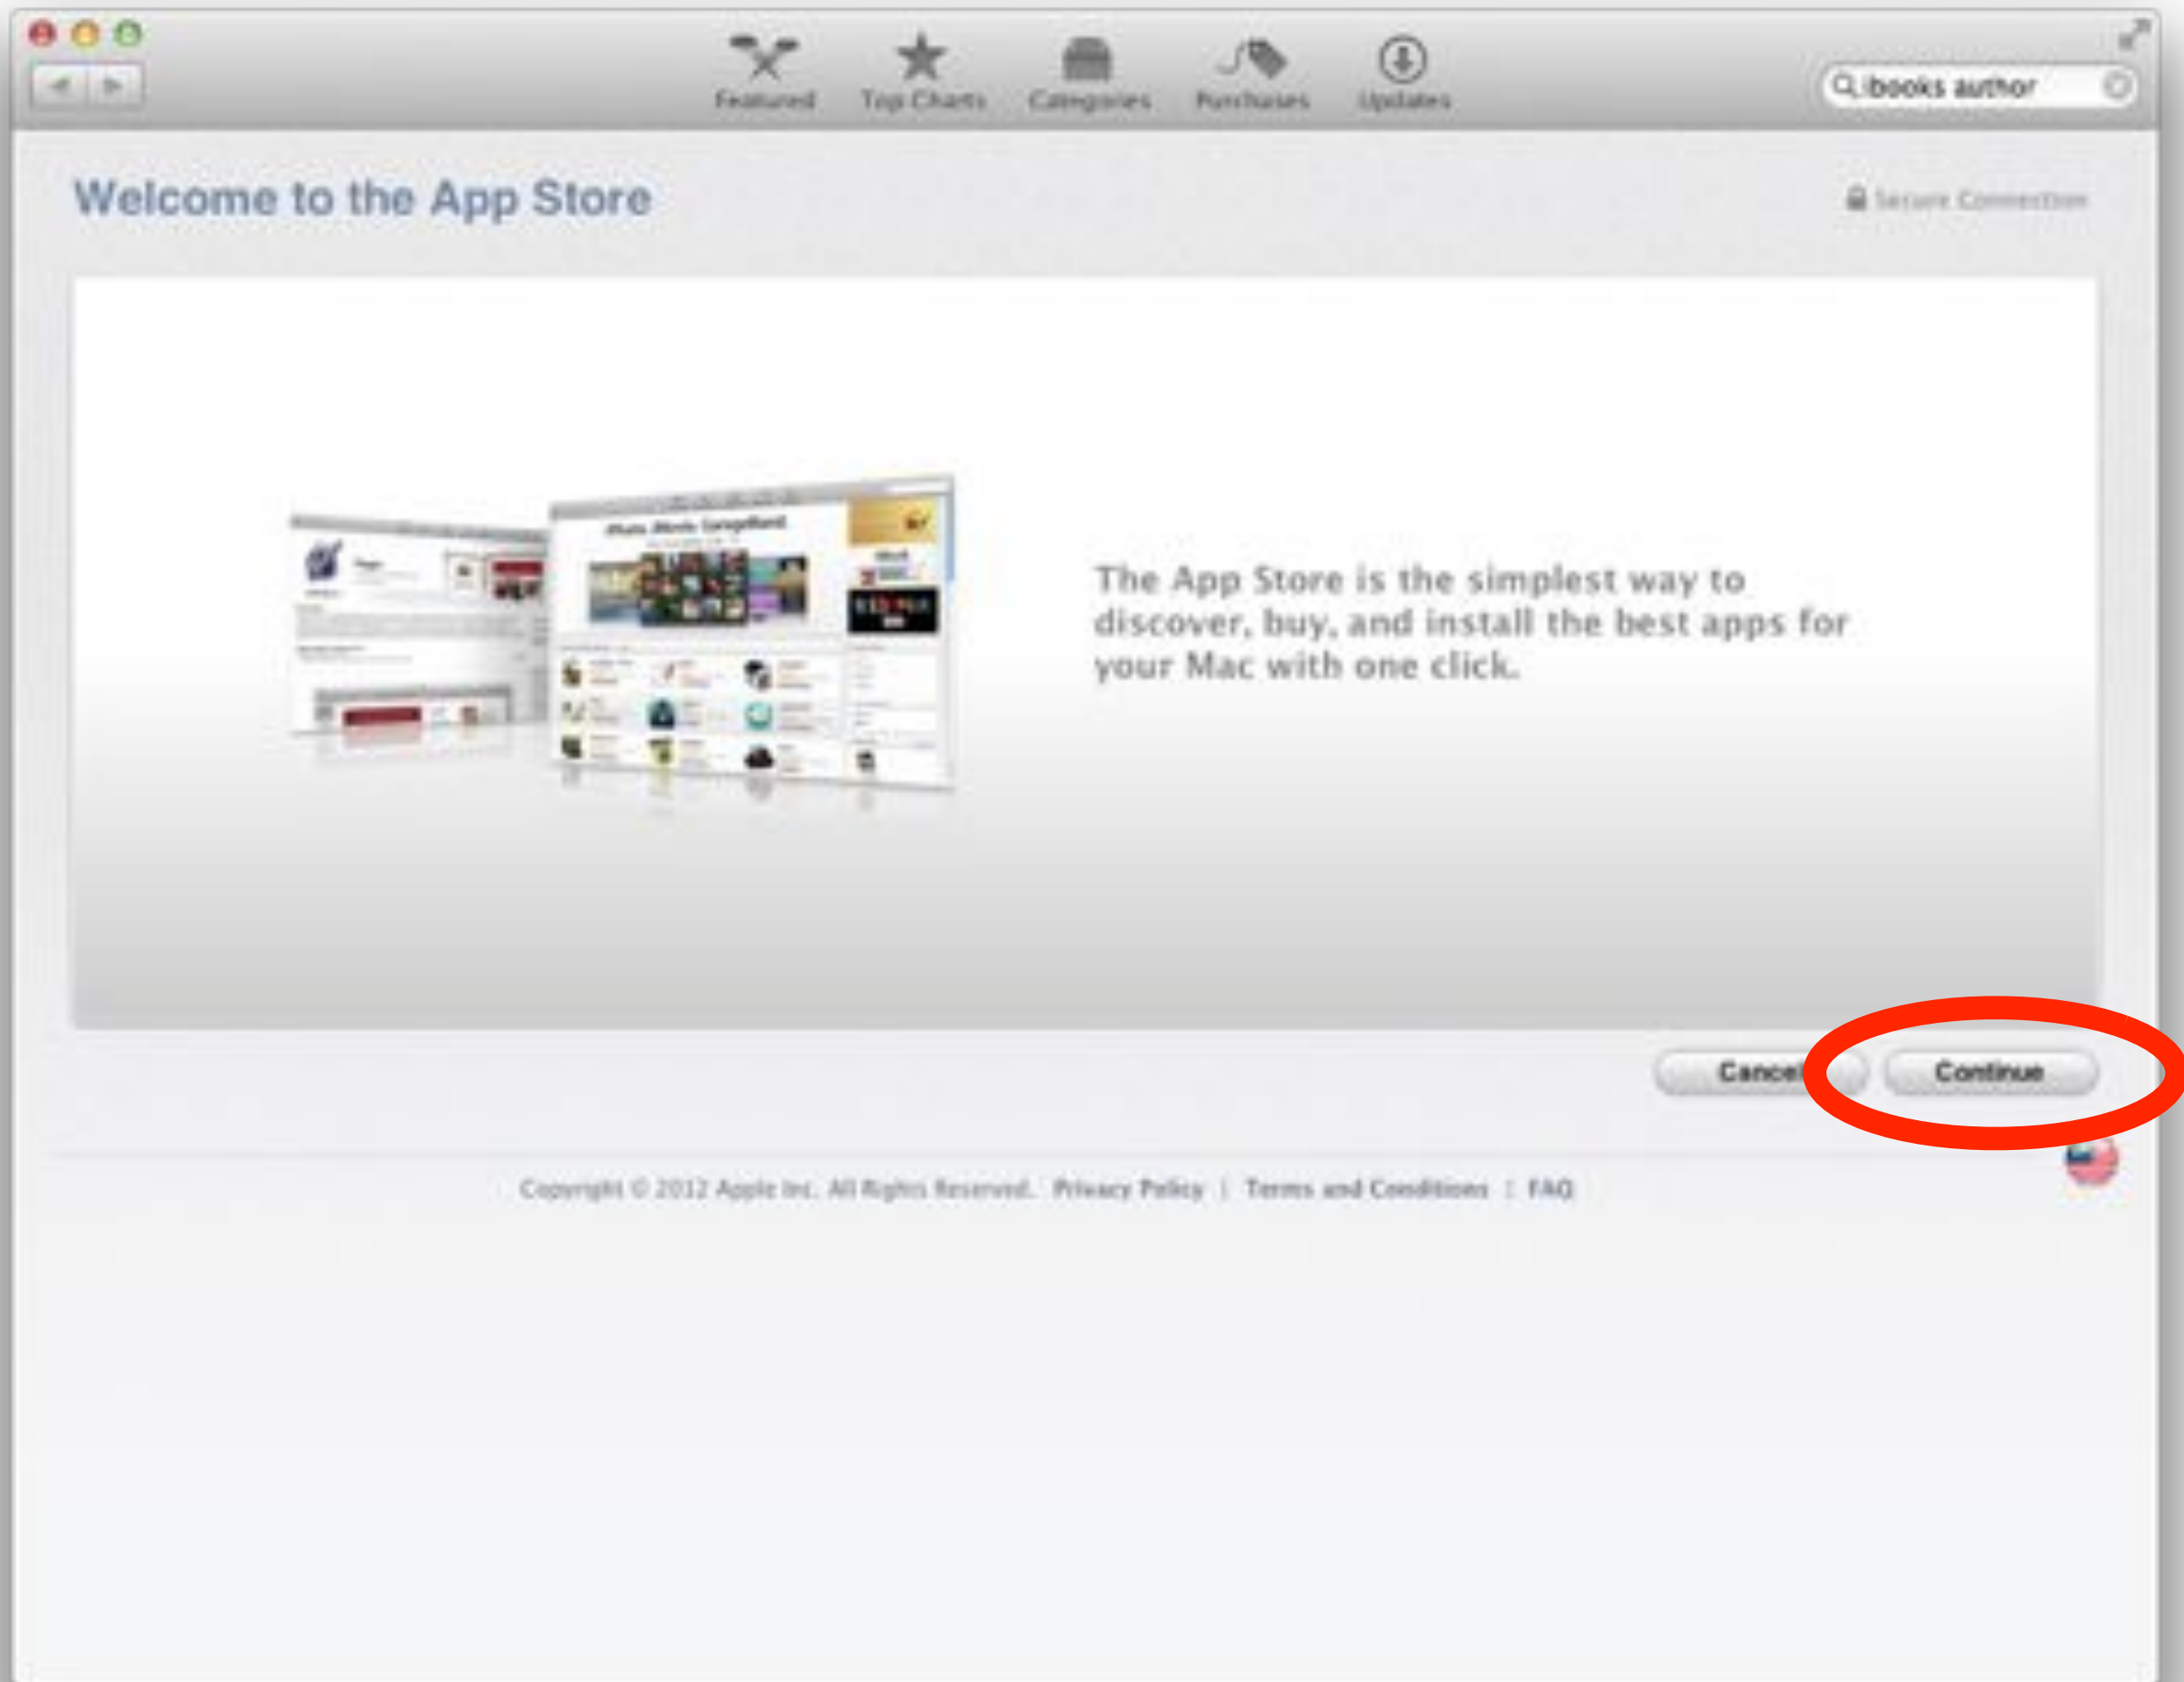 Featured Top Charts Categories Purchases Updates
books author
Welcome to the App Store
Secure Connection
The App Store is the simplest way to
discover, buy, and install the best apps for
your Mac with one click.
Cancel Continue
Copyright © 2012 Apple Inc. All Rights Reserved. Privacy Policy | Terms and Conditions | FAQ